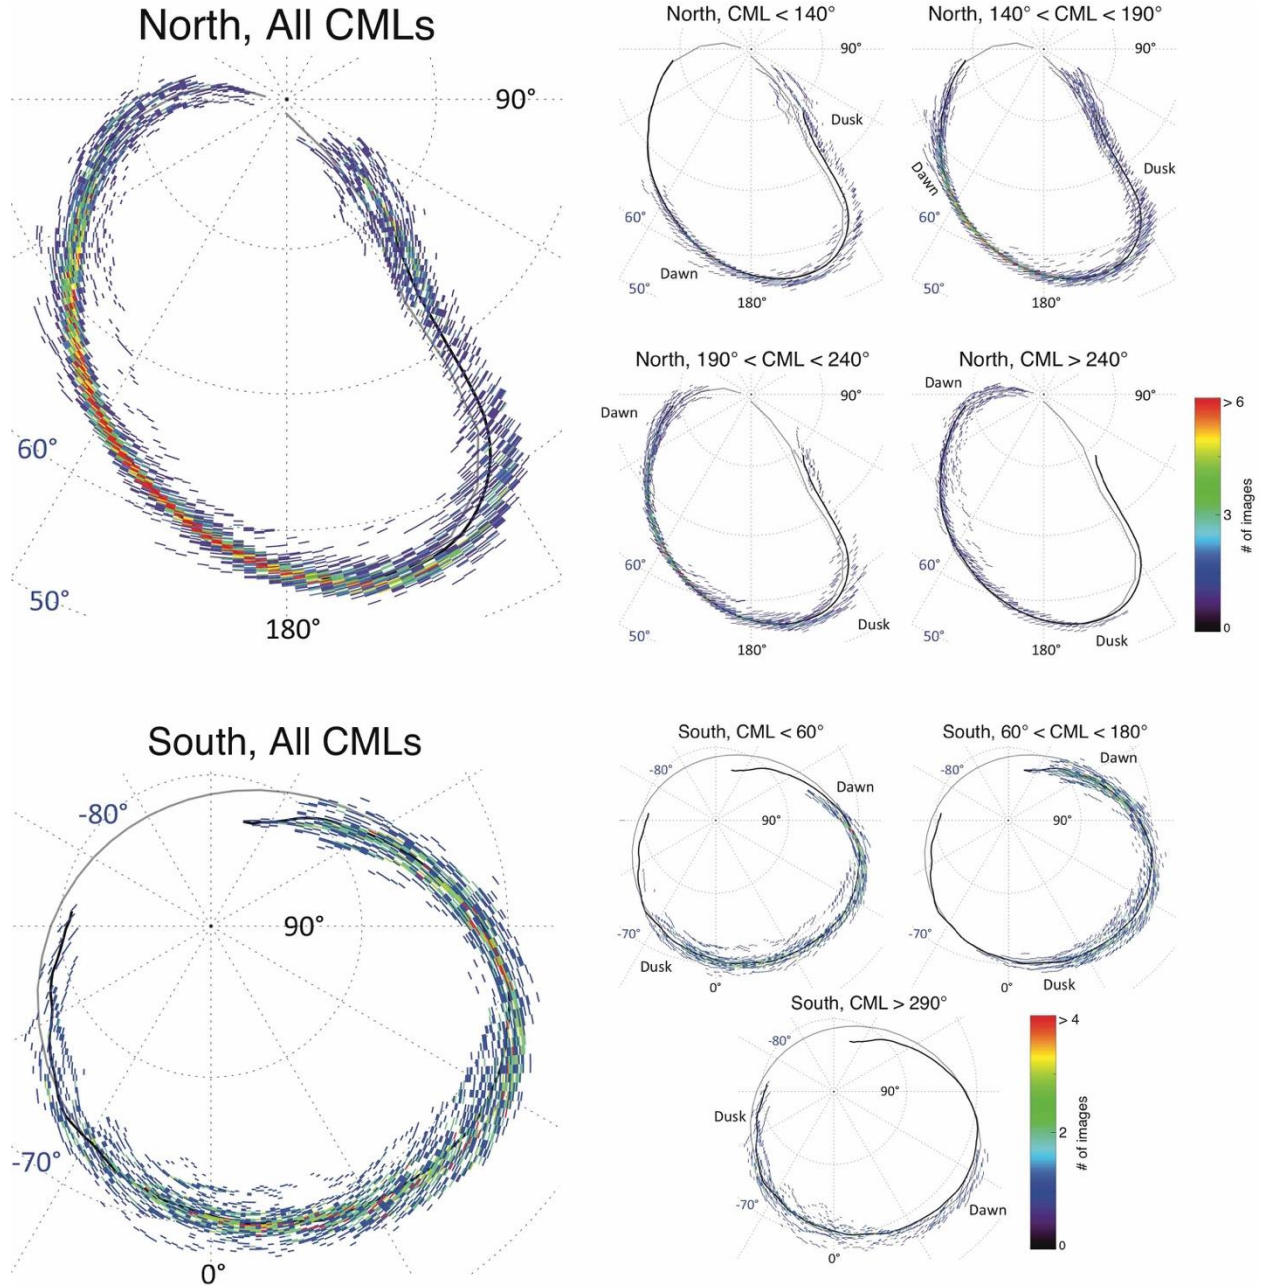 North, All CMLs
90°
60°
50°
180°
North, CML < 140°
90°
Dusk
60°
Dawn
50°
180°
North, 140° < CML < 190°
90°
Dusk
Dawn
60°
50°
180°
North, 190° < CML < 240°
Dawn
90°
60°
50°
Dusk
180°
North, CML > 240°
Dawn
90°
60°
50°
Dusk
180°
> 6
3
0
# of images
South, All CMLs
-80°
90°
-70°
0°
South, CML < 60°
-80°
Dawn
90°
-70°
Dusk
0°
South, 60° < CML < 180°
Dawn
-80°
90°
-70°
Dusk
0°
South, CML > 290°
-80°
90°
Dusk
-70°
Dawn
0°
> 4
2
0
# of images